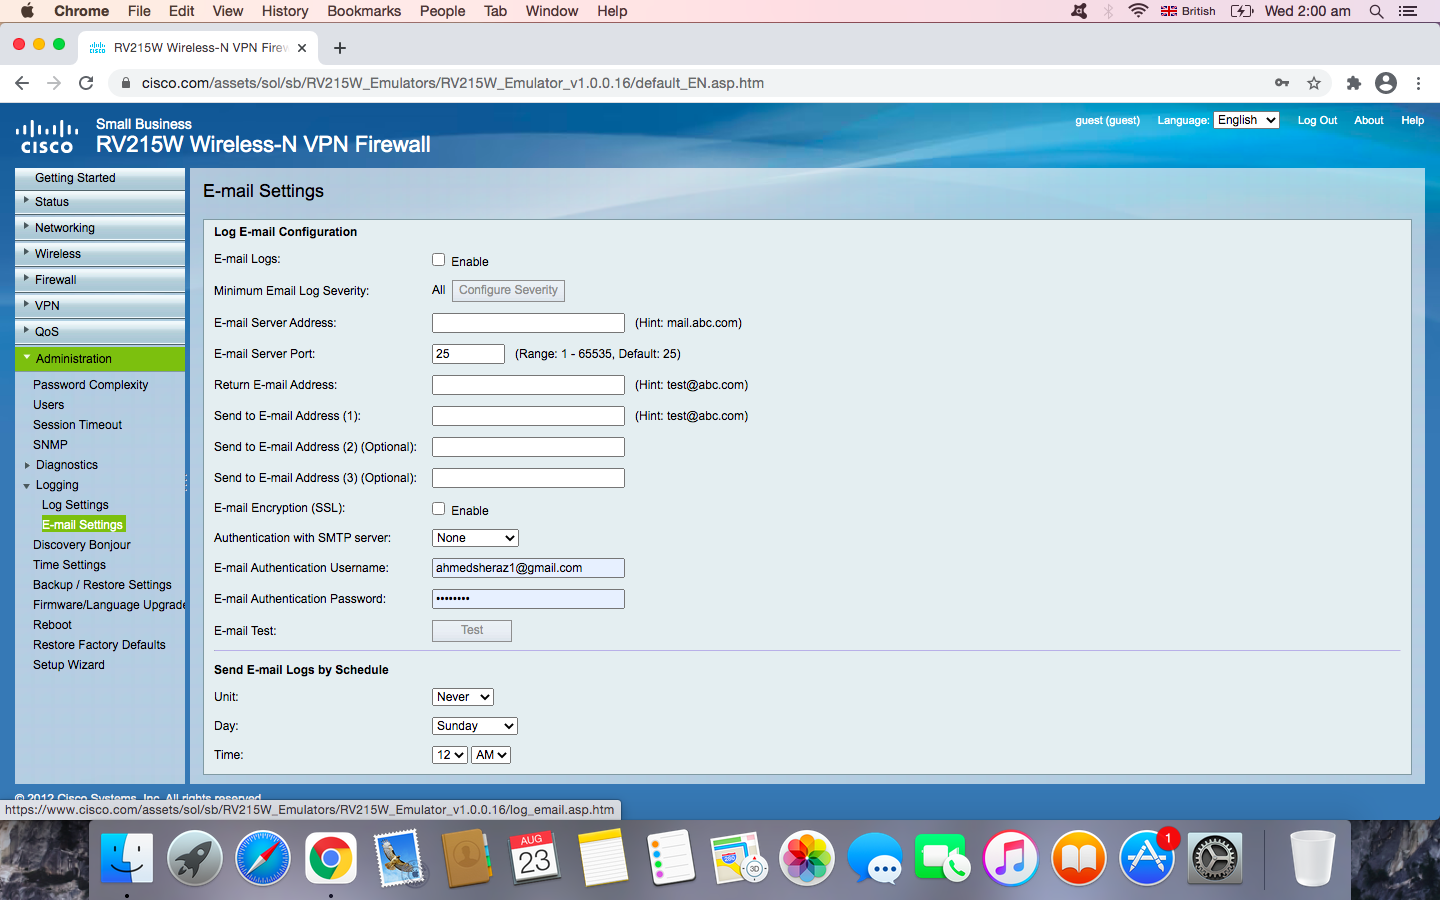 Chrome File Edit View History Bookmarks People Tab Window Help British Wed 2:00 am
RV215W Wireless-N VPN Firew
cisco.com/assets/sol/sb/RV215W_Emulators/RV215W_Emulator_v1.0.0.16/default_EN.asp.htm
Small Business
cisco RV215W Wireless-N VPN Firewall
guest (guest) Language: English Log Out About Help
Getting Started
Status
Networking
Wireless
Firewall
VPN
QoS
Administration
Password Complexity
Users
Session Timeout
SNMP
Diagnostics
Logging
Log Settings
E-mail Settings
Discovery Bonjour
Time Settings
Backup / Restore Settings
Firmware/Language Upgrade
Reboot
Restore Factory Defaults
Setup Wizard
E-mail Settings
Log E-mail Configuration
E-mail Logs: Enable
Minimum Email Log Severity: All Configure Severity
E-mail Server Address: (Hint: mail.abc.com)
E-mail Server Port: 25 (Range: 1 - 65535, Default: 25)
Return E-mail Address: (Hint: test@abc.com)
Send to E-mail Address (1): (Hint: test@abc.com)
Send to E-mail Address (2) (Optional):
Send to E-mail Address (3) (Optional):
E-mail Encryption (SSL): Enable
Authentication with SMTP server: None
E-mail Authentication Username: ahmedsheraz1@gmail.com
E-mail Authentication Password: ••••••••
E-mail Test: Test
Send E-mail Logs by Schedule
Unit: Never
Day: Sunday
Time: 12 AM
© 2012 Cisco Systems, Inc. All rights reserved.
https://www.cisco.com/assets/sol/sb/RV215W_Emulators/RV215W_Emulator_v1.0.0.16/log_email.asp.htm
AUG
23
280
3D
1